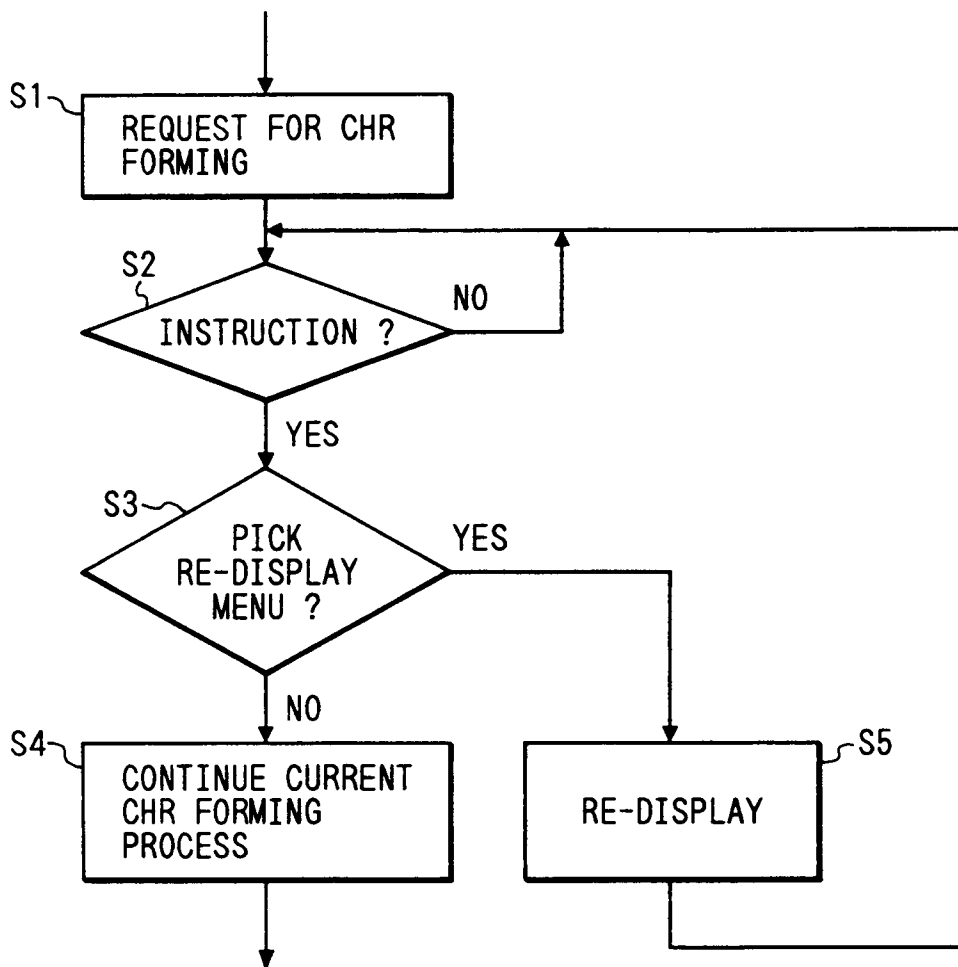 S1
REQUEST FOR CHR
FORMING
S2
INSTRUCTION ?
NO
YES
S3
PICK
RE-DISPLAY
MENU ?
YES
NO
S4
CONTINUE CURRENT
CHR FORMING
PROCESS
S5
RE-DISPLAY